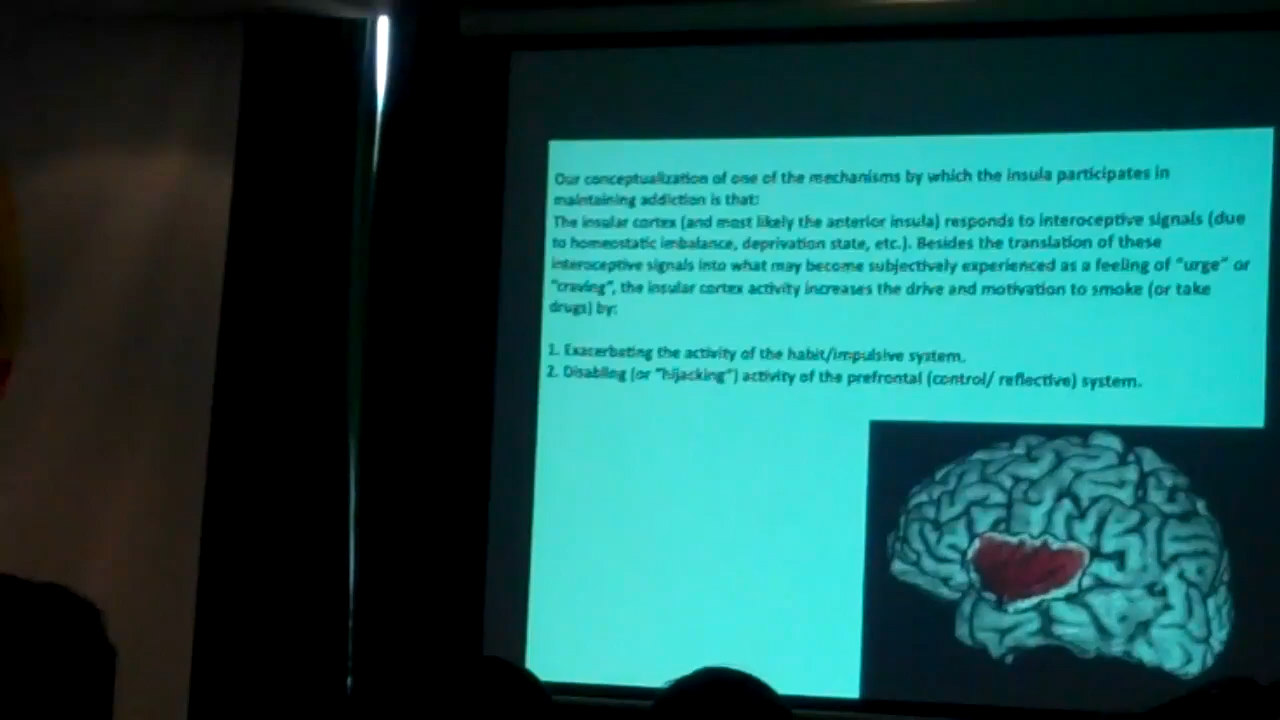 Our conceptualization of one of the mechanisms by which the insula participates in
maintaining addiction is that:
The insular cortex (and most likely the anterior insula) responds to interoceptive signals (due
to homeostatic imbalance, deprivation state, etc.). Besides the translation of these
interoceptive signals into what may become subjectively experienced as a feeling of "urge" or
"craving", the insular cortex activity increases the drive and motivation to smoke (or take
drugs) by:
1. Exacerbating the activity of the habit/impulsive system.
2. Disabling (or "hijacking") activity of the prefrontal (control/ reflective) system.